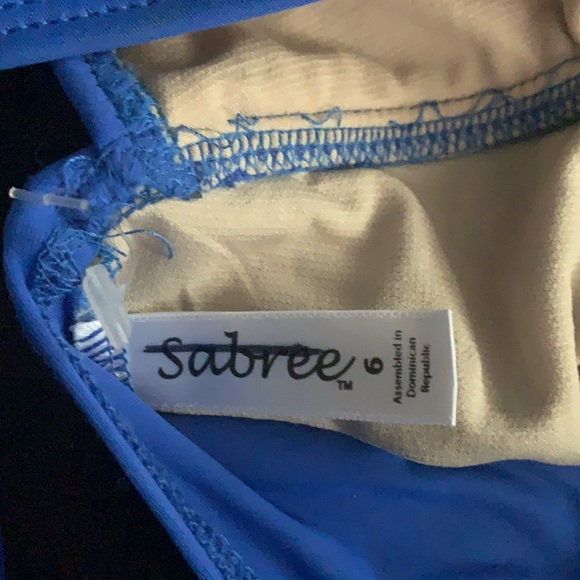 Sabree™
6
Assembled in
Dominican
Republic